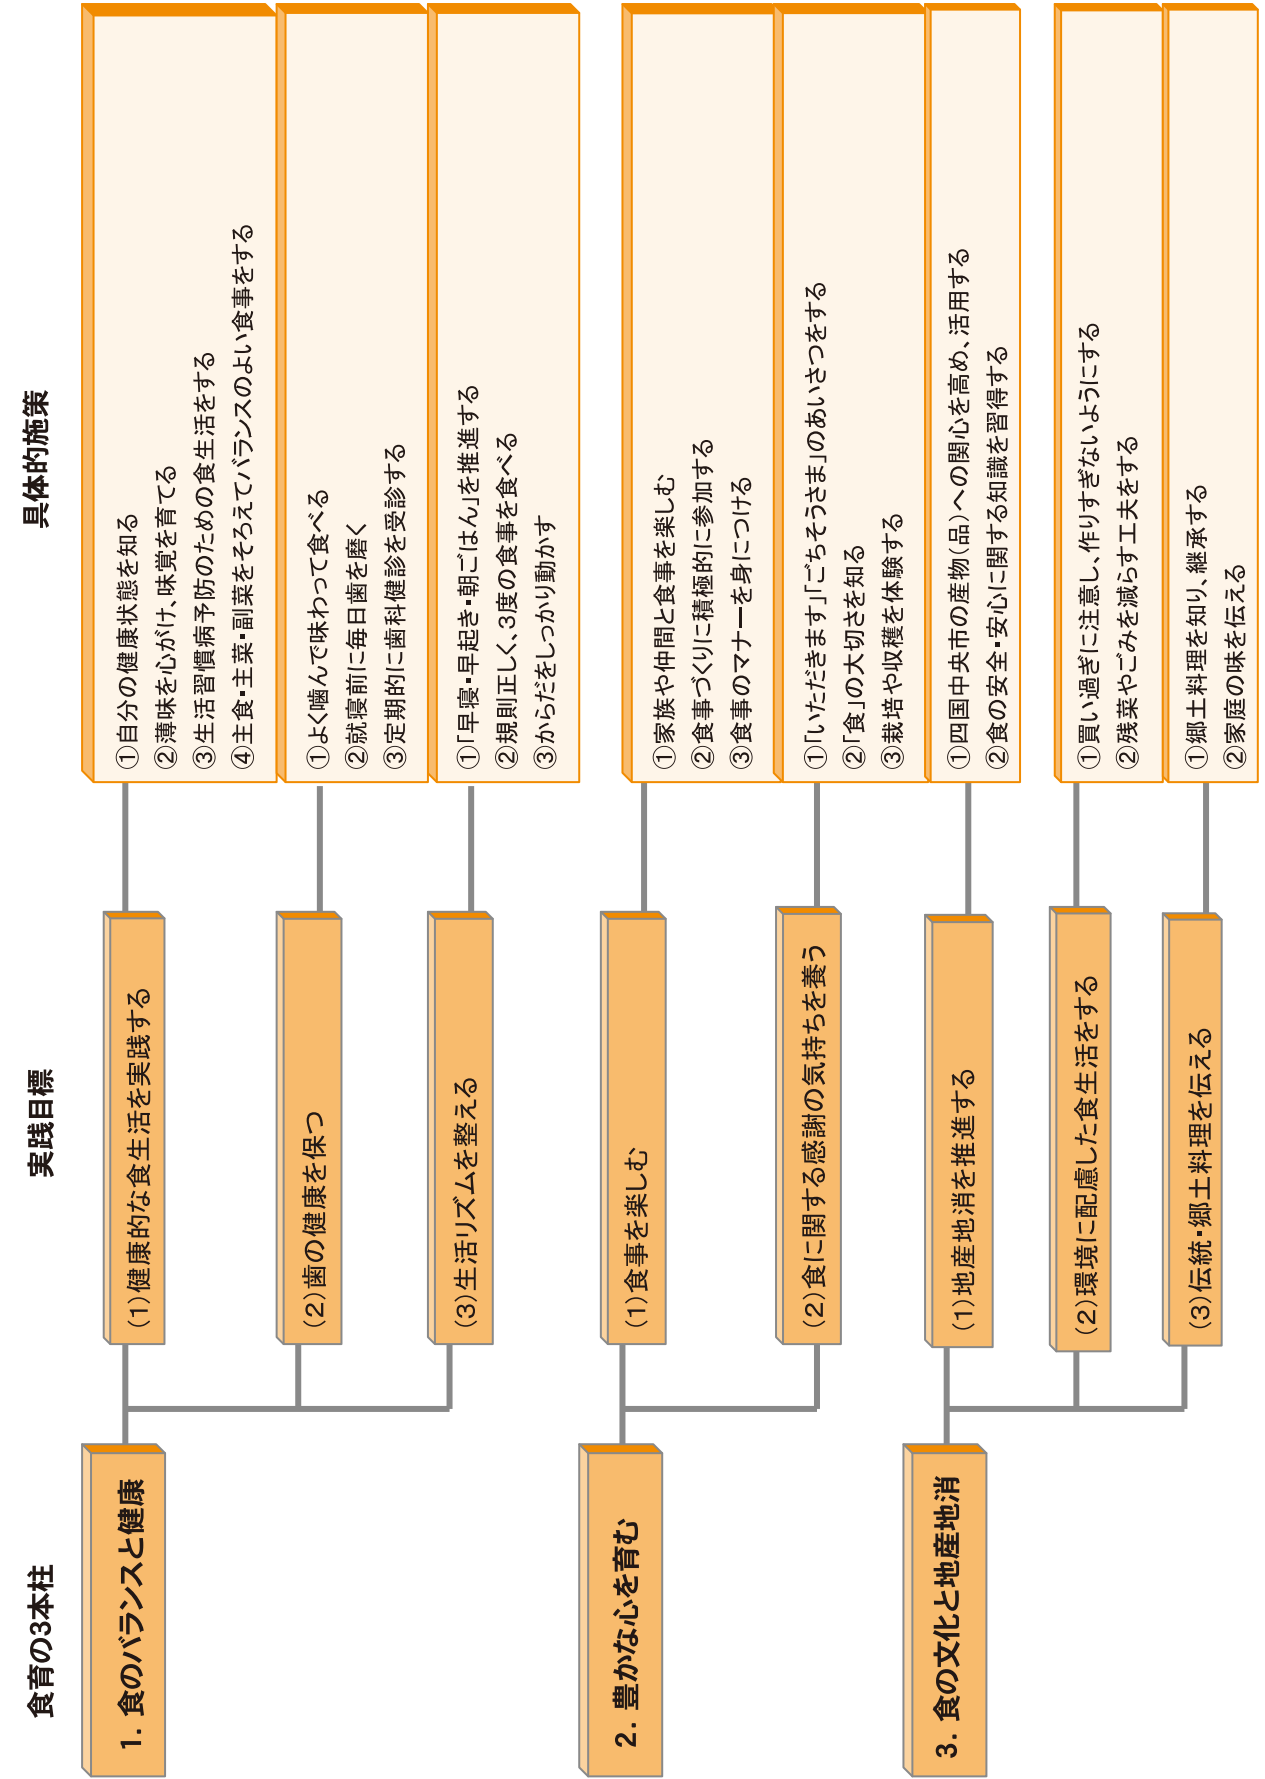 食育の3本柱
実践目標
具体的施策
1. 食のバランスと健康
(1)健康的な食生活を実践する
①自分の健康状態を知る
②薄味を心がけ、味覚を育てる
③生活習慣病予防のための食生活をする
④主食・主菜・副菜をそろえてバランスのよい食事をする
(2)歯の健康を保つ
①よく噛んで味わって食べる
②就寝前に毎日歯を磨く
③定期的に歯科健診を受診する
(3)生活リズムを整える
①「早寝・早起き・朝ごはん」を推進する
②規則正しく、3度の食事を食べる
③からだをしっかり動かす
2. 豊かな心を育む
(1)食事を楽しむ
①家族や仲間と食事を楽しむ
②食事づくりに積極的に参加する
③食事のマナーを身につける
(2)食に関する感謝の気持ちを養う
①「いただきます」「ごちそうさま」のあいさつをする
②「食」の大切さを知る
③栽培や収穫を体験する
3. 食の文化と地産地消
(1)地産地消を推進する
①四国中央市の産物(品)への関心を高め、活用する
②食の安全・安心に関する知識を習得する
(2)環境に配慮した食生活をする
①買い過ぎに注意し、作りすぎないようにする
②残菜やごみを減らす工夫をする
(3)伝統・郷土料理を伝える
①郷土料理を知り、継承する
②家庭の味を伝える